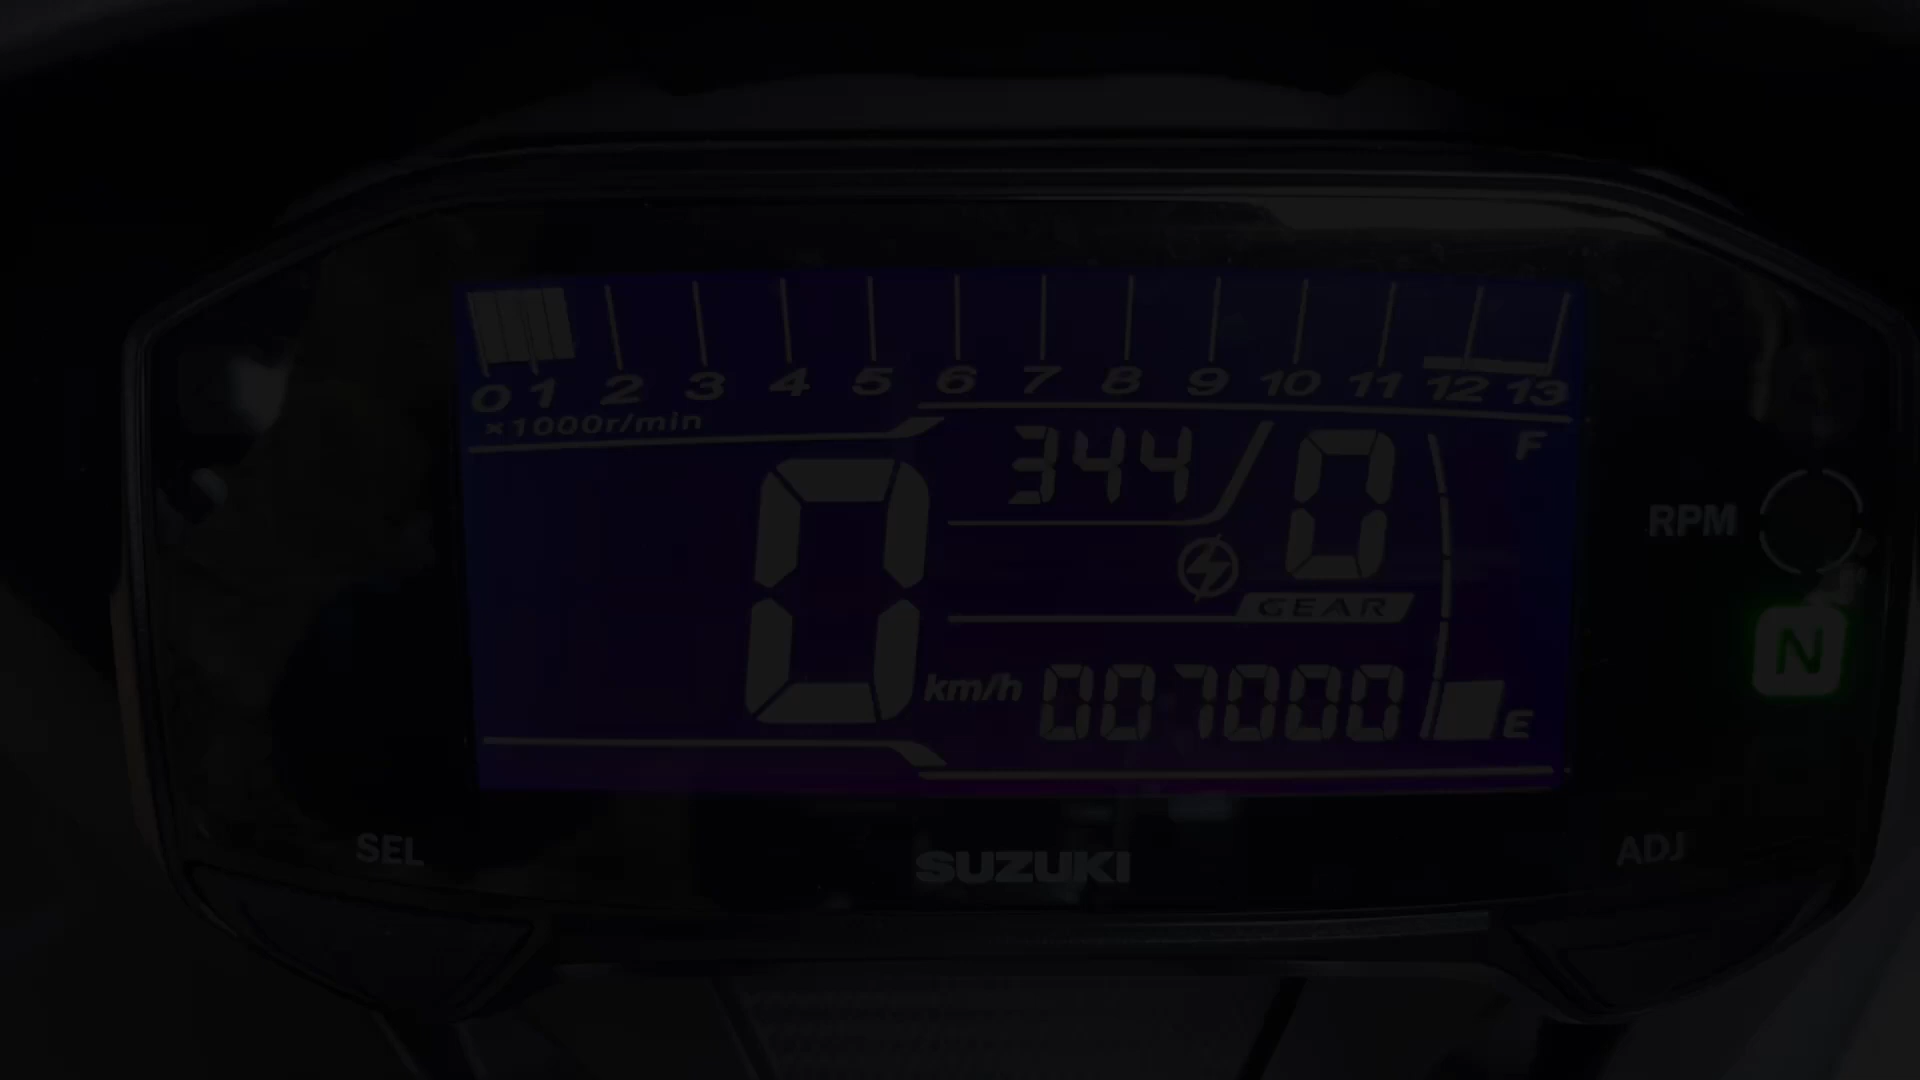 0 1 2 3 4 5 6 7 8 9 10 11 12 13
×1000r/min
344
0
F
RPM
GEAR
N
0 km/h
007000
E
SEL
SUZUKI
ADJ